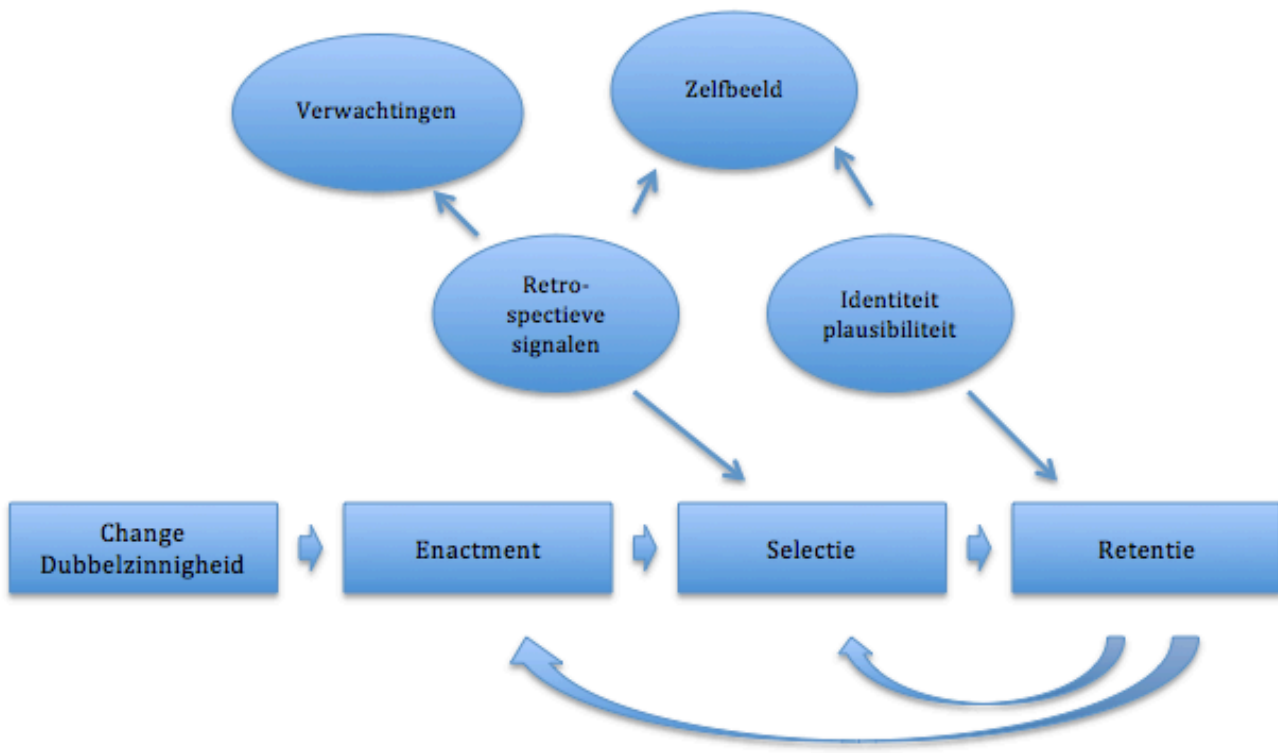 Verwachtingen
Zelfbeeld
Retro-
spectieve
signalen
Identiteit
plausibiliteit
Change
Dubbelzinnigheid
Enactment
Selectie
Retentie